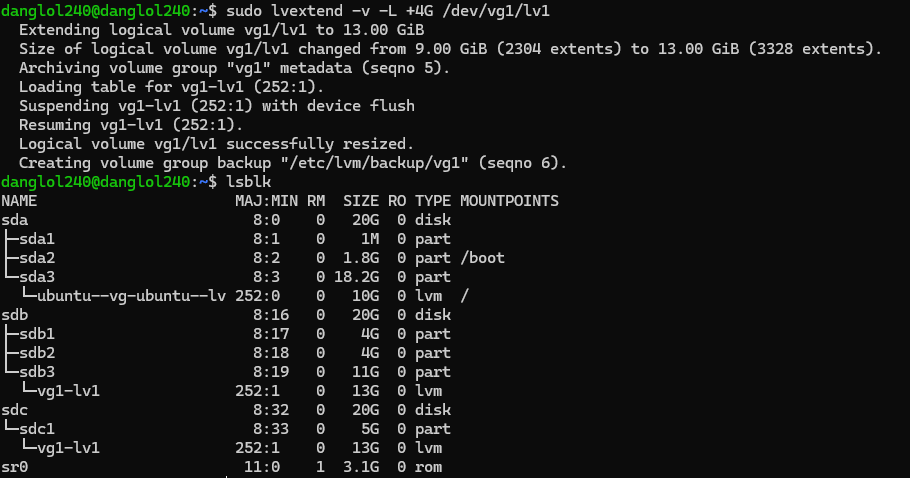 danglol240@danglol240:~$ sudo lvextend -v -L +4G /dev/vg1/lv1
  Extending logical volume vg1/lv1 to 13.00 GiB
  Size of logical volume vg1/lv1 changed from 9.00 GiB (2304 extents) to 13.00 GiB (3328 extents).
  Archiving volume group "vg1" metadata (seqno 5).
  Loading table for vg1-lv1 (252:1).
  Suspending vg1-lv1 (252:1) with device flush
  Resuming vg1-lv1 (252:1).
  Logical volume vg1/lv1 successfully resized.
  Creating volume group backup "/etc/lvm/backup/vg1" (seqno 6).
danglol240@danglol240:~$ lsblk
NAME                      MAJ:MIN RM  SIZE RO TYPE MOUNTPOINTS
sda                         8:0    0   20G  0 disk
├─sda1                      8:1    0    1M  0 part
├─sda2                      8:2    0  1.8G  0 part /boot
└─sda3                      8:3    0 18.2G  0 part
  └─ubuntu--vg-ubuntu--lv 252:0    0   10G  0 lvm  /
sdb                         8:16   0   20G  0 disk
├─sdb1                      8:17   0    4G  0 part
├─sdb2                      8:18   0    4G  0 part
└─sdb3                      8:19   0   11G  0 part
  └─vg1-lv1               252:1    0   13G  0 lvm
sdc                         8:32   0   20G  0 disk
└─sdc1                      8:33   0    5G  0 part
  └─vg1-lv1               252:1    0   13G  0 lvm
sr0                        11:0    1  3.1G  0 rom